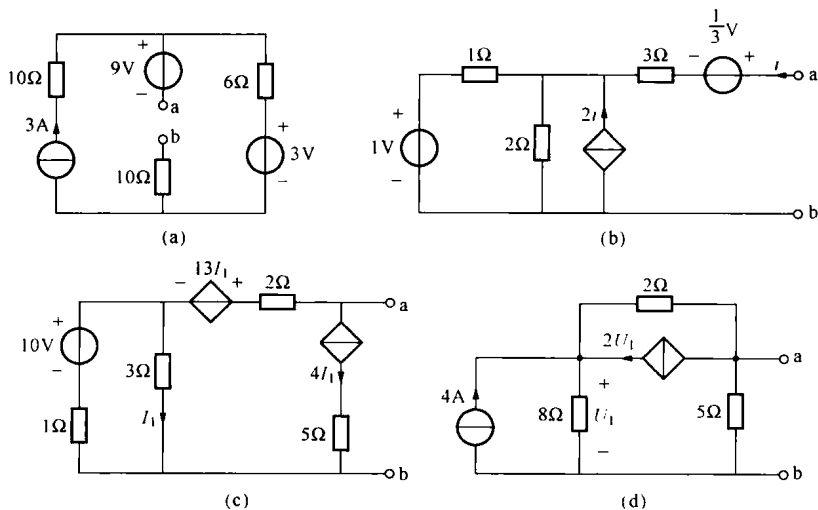 10Ω
+
9V
-
a
b
10Ω
6Ω
+
3V
-
3A
(a)
1Ω
3Ω
1/3 V
- +
i
a
+
1V
-
2Ω
2i
b
(b)
+
10V
-
1Ω
3Ω
I₁
- 13I₁ +
2Ω
a
4I₁
5Ω
b
(c)
2Ω
2U₁
a
4A
8Ω
+
U₁
-
5Ω
b
(d)